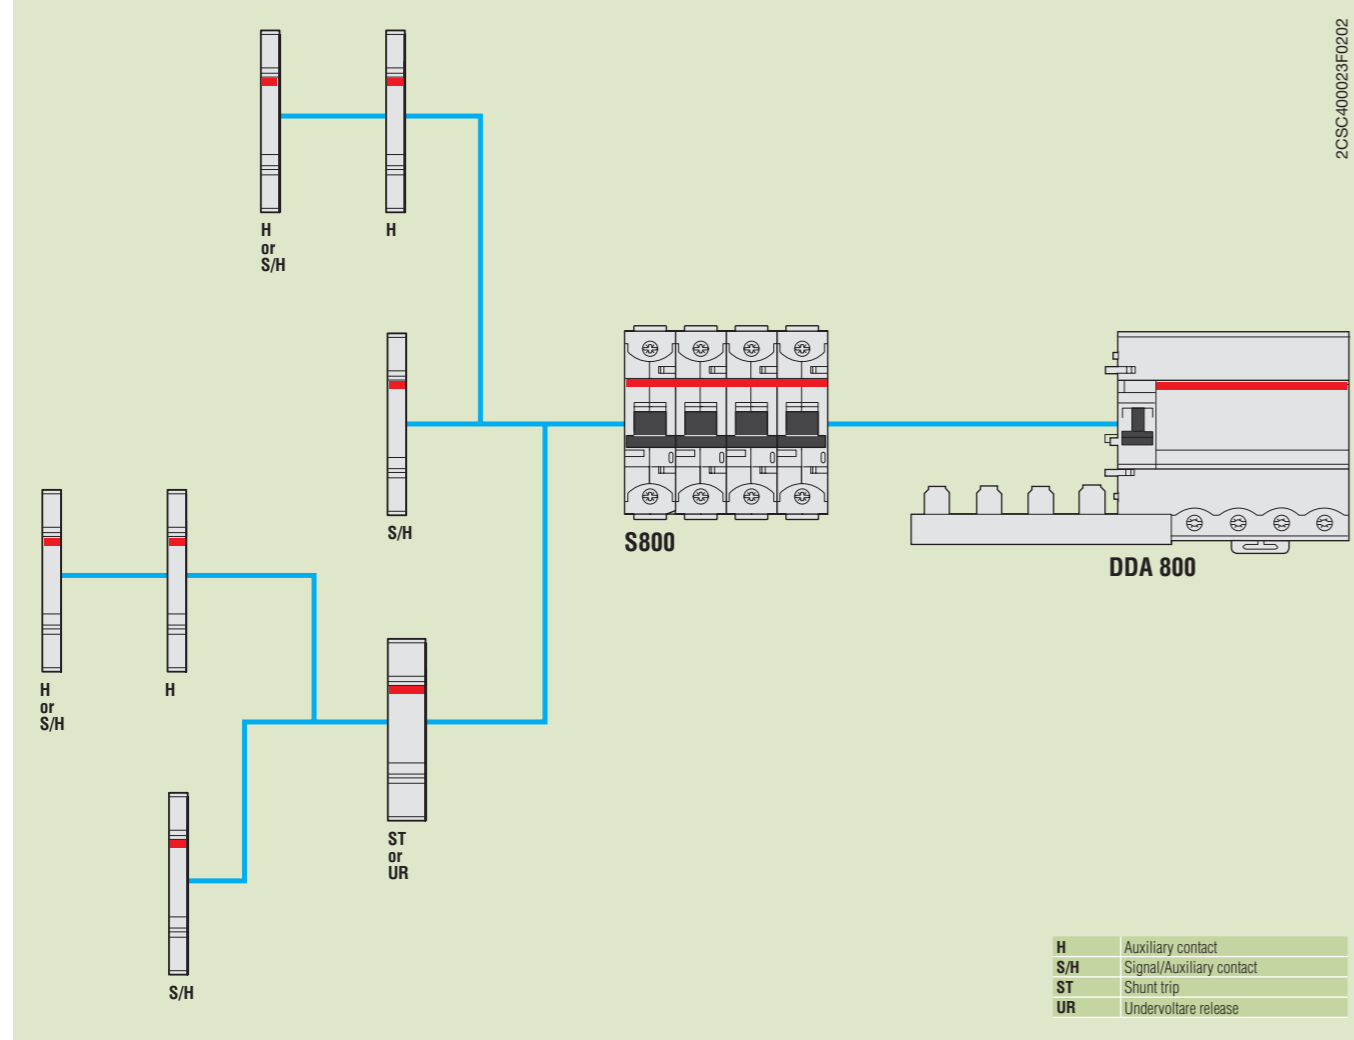 2CSC400023F0202
H
or
S/H
H
S/H
S800
DDA 800
H
or
S/H
H
ST
or
UR
S/H
H Auxiliary contact
S/H Signal/Auxiliary contact
ST Shunt trip
UR Undervoltare release